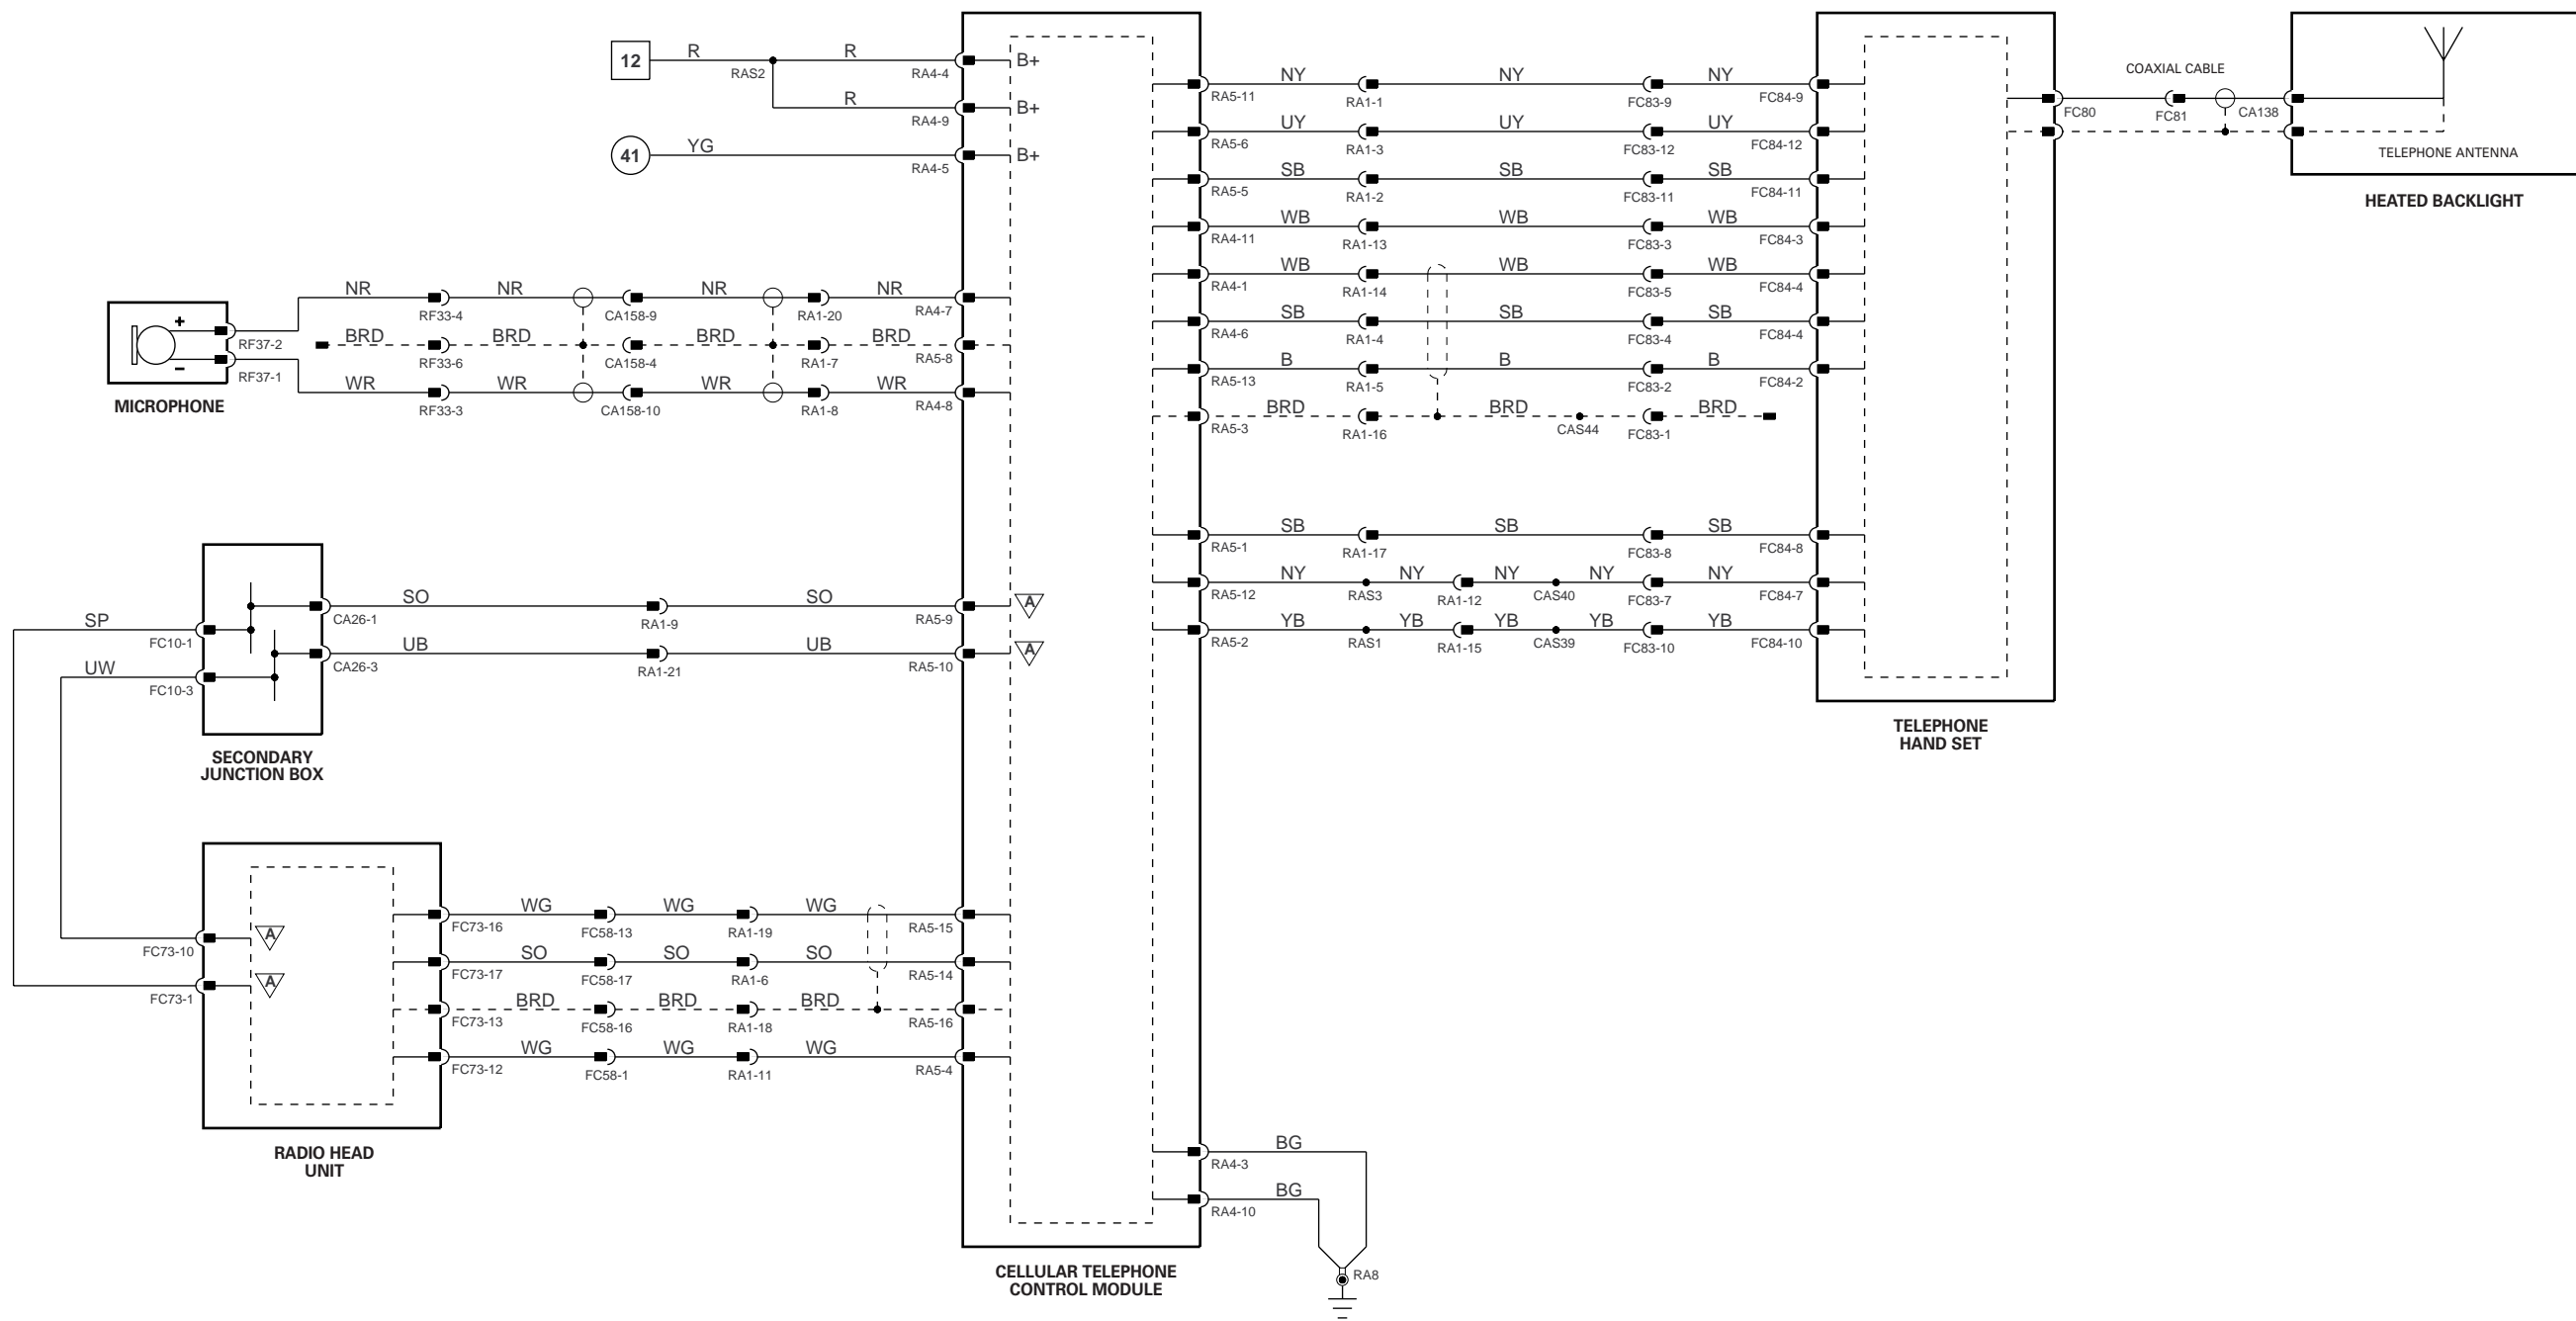 12 R RAS2 R RA4-4 B+
R RA4-9 B+
41 YG RA4-5 B+
NR NR NR NR
RF33-4 CA158-9 RA1-20 RA4-7
+ RF37-2
BRD BRD BRD BRD
RF33-6 CA158-4 RA1-7 RA5-8
– RF37-1
WR WR WR WR
RF33-3 CA158-10 RA1-8 RA4-8
MICROPHONE
SO SO
CA26-1 RA1-9 RA5-9 A
SP FC10-1
UB UB
CA26-3 RA1-21 RA5-10 A
UW FC10-3
SECONDARY
JUNCTION BOX
WG WG WG
FC73-16 FC58-13 RA1-19 RA5-15
FC73-10 A
SO SO SO
FC73-17 FC58-17 RA1-6 RA5-14
FC73-1 A
BRD BRD BRD
FC73-13 FC58-16 RA1-18 RA5-16
WG WG WG
FC73-12 FC58-1 RA1-11 RA5-4
RADIO HEAD
UNIT
NY NY NY
RA5-11 RA1-1 FC83-9 FC84-9
UY UY UY
RA5-6 RA1-3 FC83-12 FC84-12
SB SB SB
RA5-5 RA1-2 FC83-11 FC84-11
WB WB WB
RA4-11 RA1-13 FC83-3 FC84-3
WB WB WB
RA4-1 RA1-14 FC83-5 FC84-4
SB SB SB
RA4-6 RA1-4 FC83-4 FC84-4
B B B
RA5-13 RA1-5 FC83-2 FC84-2
BRD BRD BRD
RA5-3 RA1-16 CAS44 FC83-1
SB SB SB
RA5-1 RA1-17 FC83-8 FC84-8
NY NY NY NY NY
RA5-12 RAS3 RA1-12 CAS40 FC83-7 FC84-7
YB YB YB YB YB
RA5-2 RAS1 RA1-15 CAS39 FC83-10 FC84-10
BG
RA4-3
BG
RA4-10
RA8
CELLULAR TELEPHONE
CONTROL MODULE
TELEPHONE
HAND SET
COAXIAL CABLE
FC80 FC81 CA138
TELEPHONE ANTENNA
HEATED BACKLIGHT